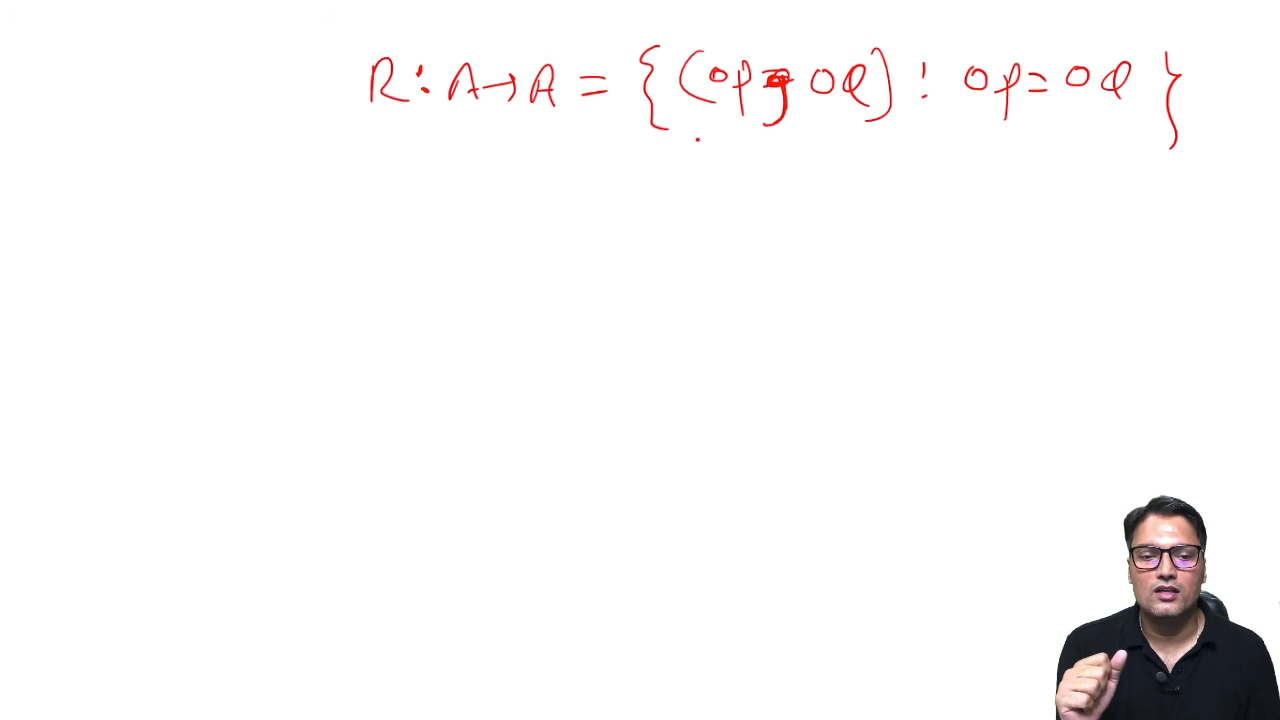 R : A → A = { (OP, OQ) : OP = OQ }